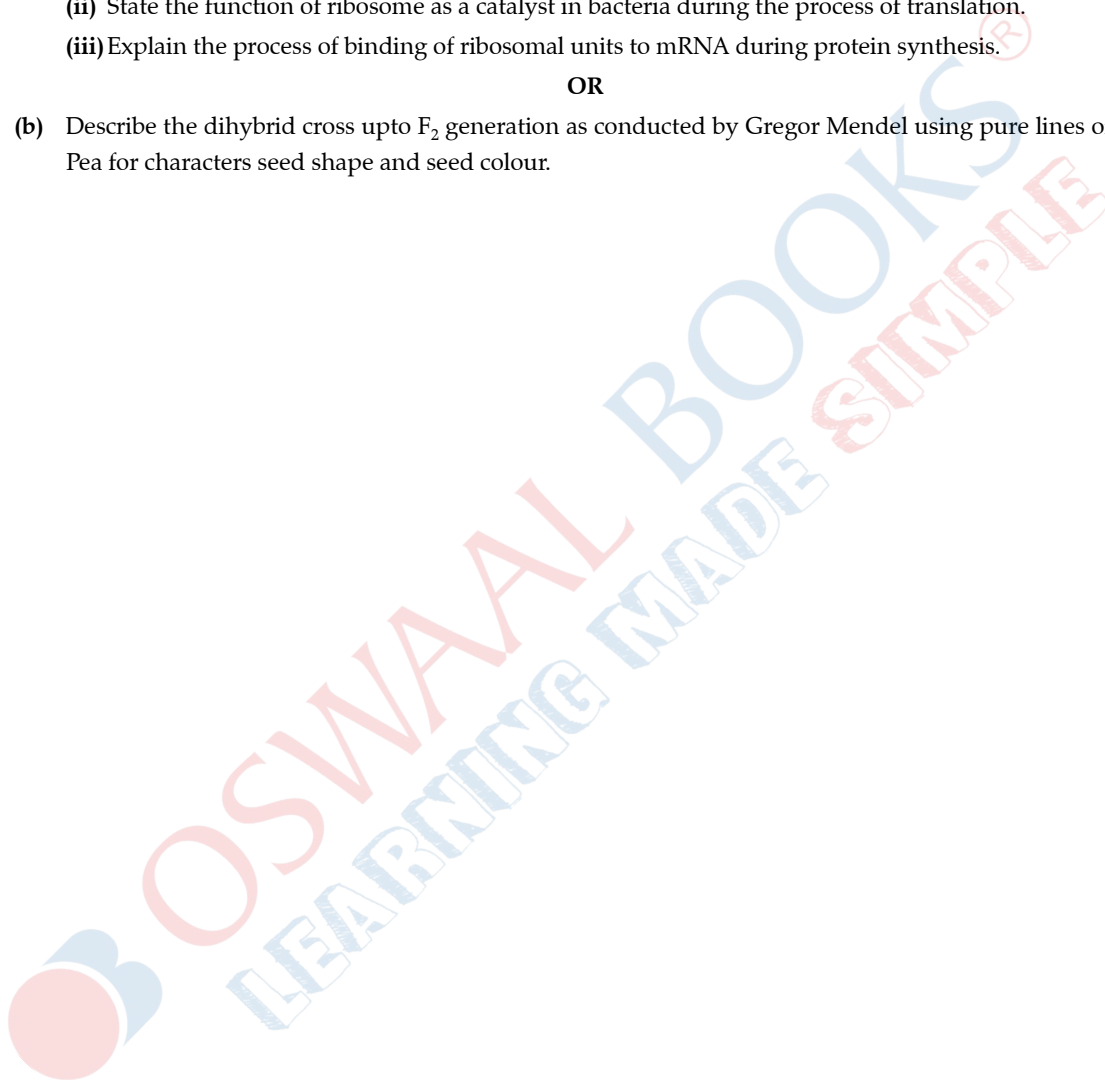 (ii) State the function of ribosome as a catalyst in bacteria during the process of translation.
(iii) Explain the process of binding of ribosomal units to mRNA during protein synthesis.
OR
(b) Describe the dihybrid cross upto F₂ generation as conducted by Gregor Mendel using pure lines o
Pea for characters seed shape and seed colour.
OSWAAL BOOKS ®
LEARNING MADE SIMPLE